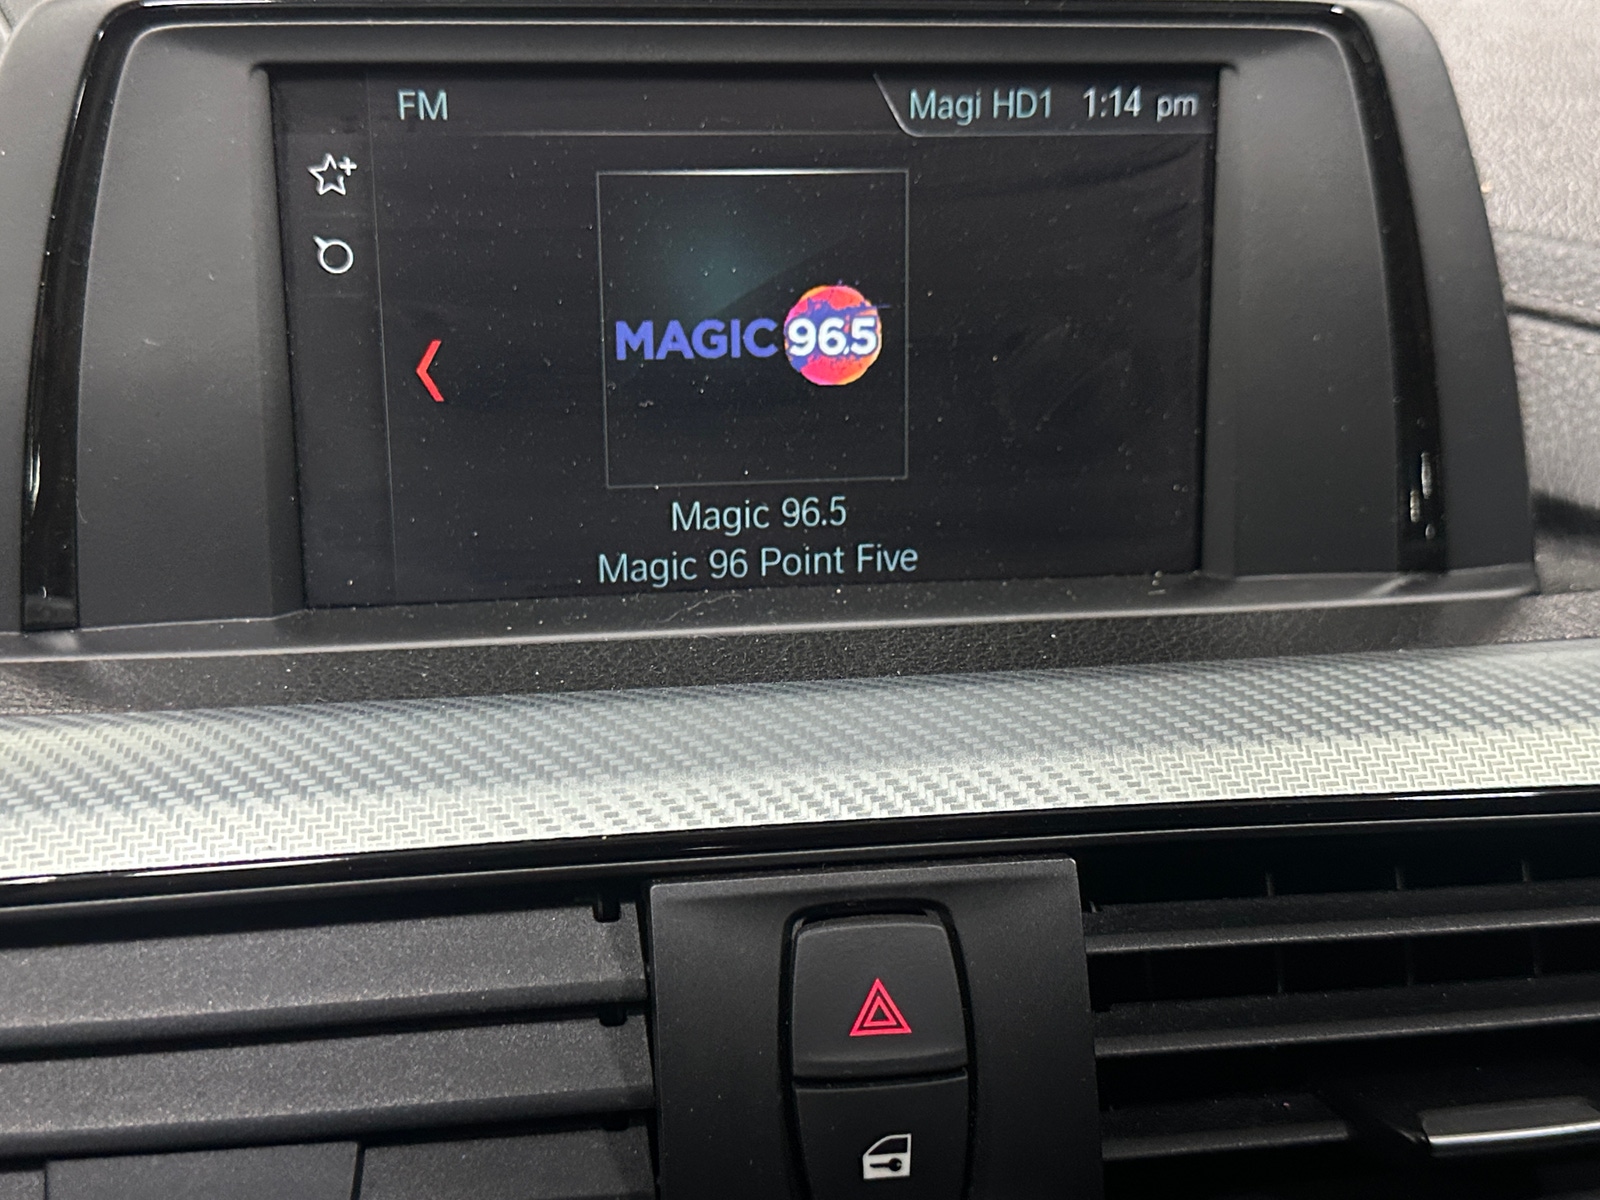 FM
Magi HD1 1:14 pm
MAGIC 96.5
Magic 96.5
Magic 96 Point Five